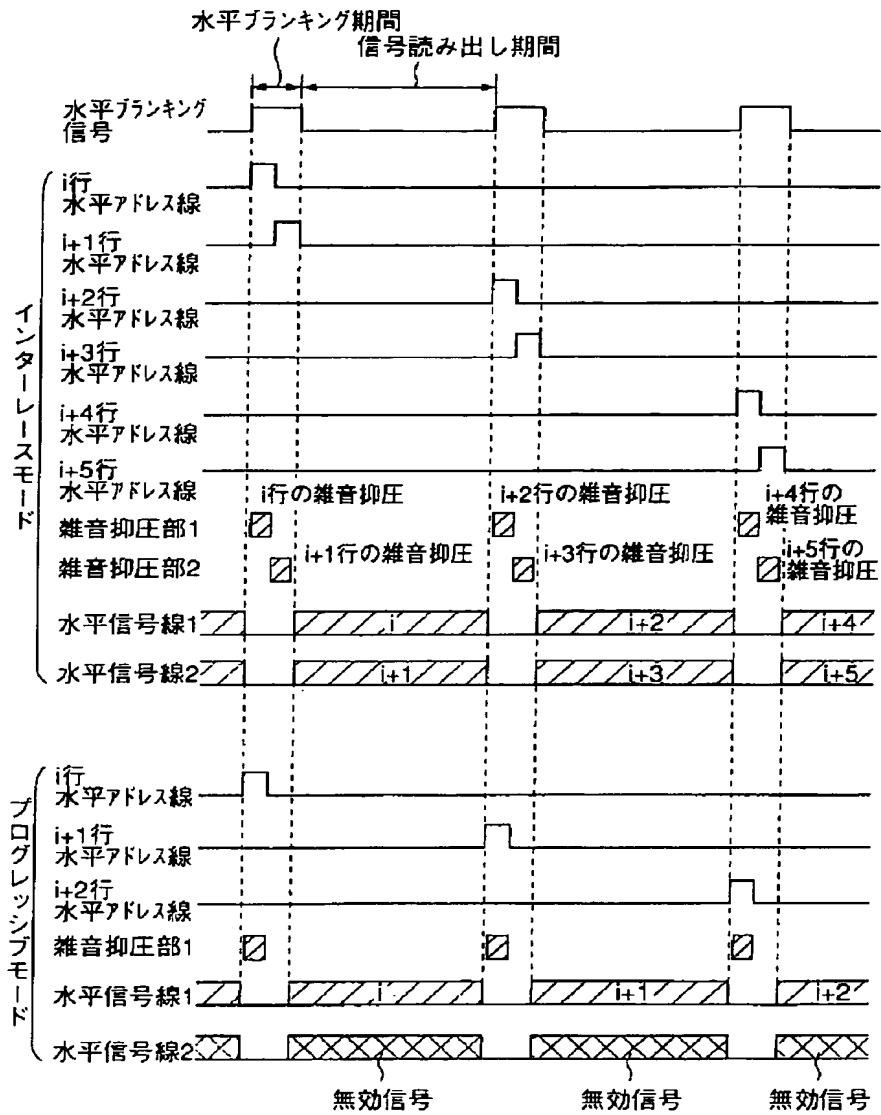 水平ブランキング期間
信号読み出し期間
水平ブランキング
信号
インターレースモード
i行
水平アドレス線
i+1行
水平アドレス線
i+2行
水平アドレス線
i+3行
水平アドレス線
i+4行
水平アドレス線
i+5行
水平アドレス線
i行の雑音抑圧
i+2行の雑音抑圧
i+4行の
雑音抑圧
雑音抑圧部1
雑音抑圧部2
i+1行の雑音抑圧
i+3行の雑音抑圧
i+5行の
雑音抑圧
水平信号線1
i
i+2
i+4
水平信号線2
i+1
i+3
i+5
プログレッシブモード
i行
水平アドレス線
i+1行
水平アドレス線
i+2行
水平アドレス線
雑音抑圧部1
水平信号線1
i
i+1
i+2
水平信号線2
無効信号
無効信号
無効信号